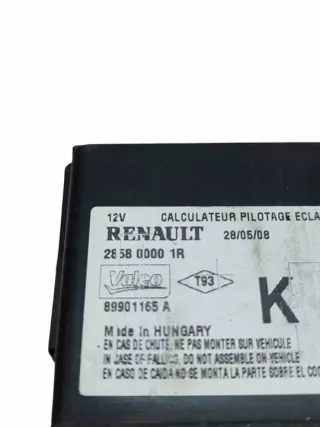 12V CALCULATEUR PILOTAGE ECLA
RENAULT 28/05/08
2858 0000 1R
Valeo T93 K
89901165 A
Made In HUNGARY
- EN CAS DE CHUTE, NE PAS MONTER SUR VEHICULE
IN CASE OF FALLING, DO NOT ASSEMBLE ON VEHICLE
EN CASO DE CAIDA NO SE MONTA LA PARTE SOBRE EL COC